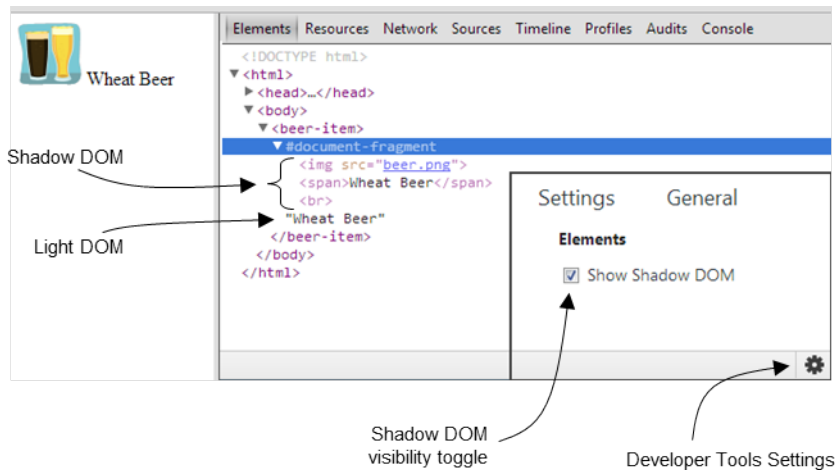 Wheat Beer
Elements Resources Network Sources Timeline Profiles Audits Console
<!DOCTYPE html>
▼<html>
▶<head>…</head>
▼<body>
▼<beer-item>
▼#document-fragment
<img src="beer.png">
<span>Wheat Beer</span>
<br>
"Wheat Beer"
</beer-item>
</body>
</html>
Shadow DOM
Light DOM
Settings General
Elements
Show Shadow DOM
Shadow DOM
visibility toggle
Developer Tools Settings